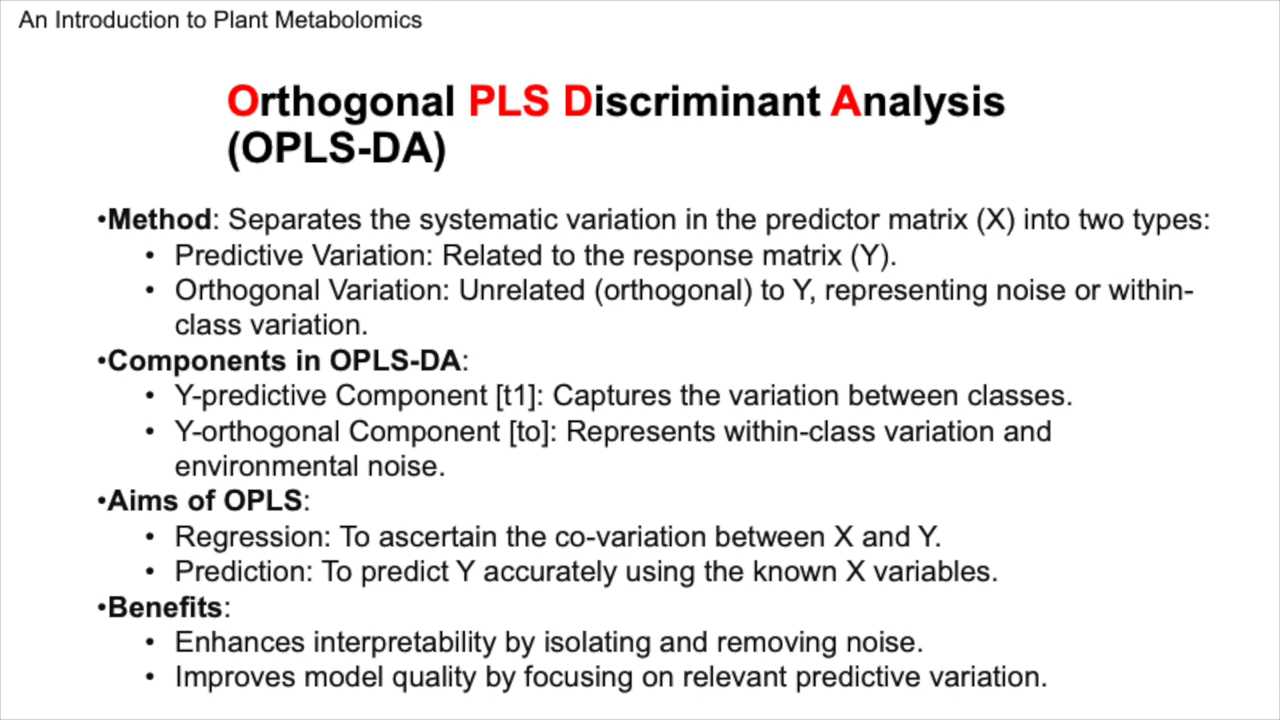 An Introduction to Plant Metabolomics
Orthogonal PLS Discriminant Analysis
(OPLS-DA)
•Method: Separates the systematic variation in the predictor matrix (X) into two types:
• Predictive Variation: Related to the response matrix (Y).
• Orthogonal Variation: Unrelated (orthogonal) to Y, representing noise or within-
class variation.
•Components in OPLS-DA:
• Y-predictive Component [t1]: Captures the variation between classes.
• Y-orthogonal Component [to]: Represents within-class variation and
environmental noise.
•Aims of OPLS:
• Regression: To ascertain the co-variation between X and Y.
• Prediction: To predict Y accurately using the known X variables.
•Benefits:
• Enhances interpretability by isolating and removing noise.
• Improves model quality by focusing on relevant predictive variation.